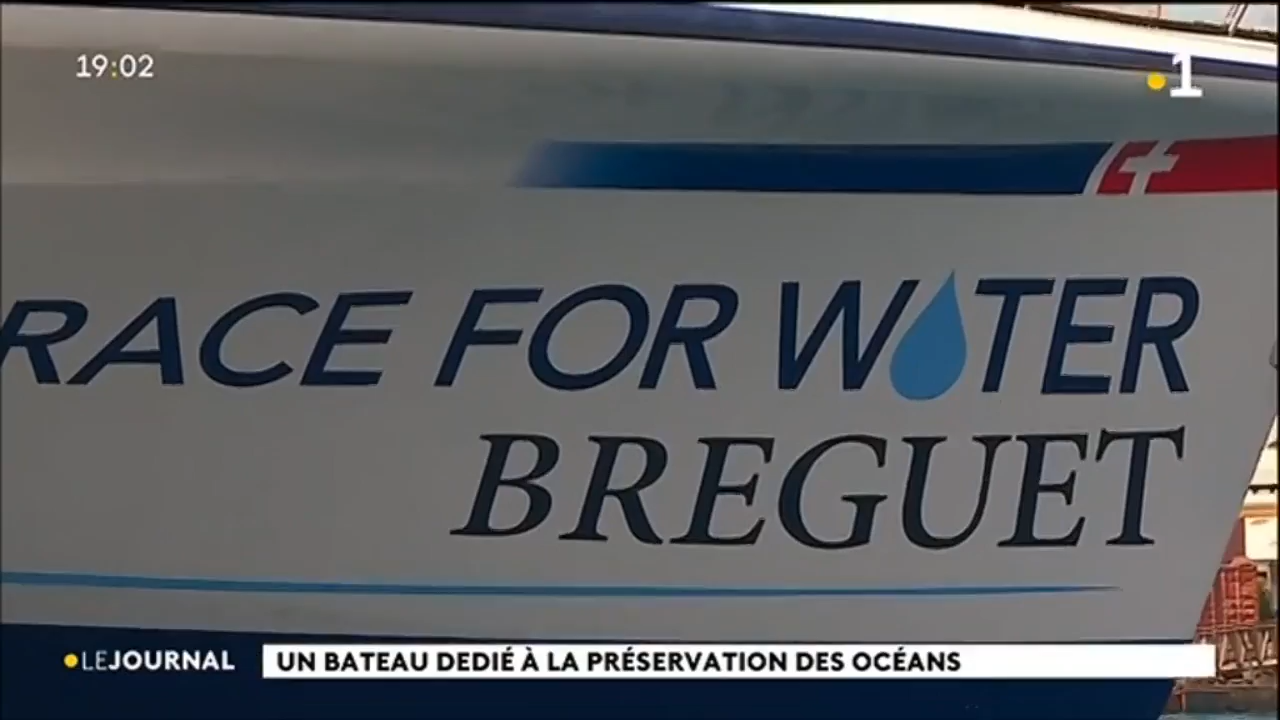 19:02
1
RACE FOR WATER
BREGUET
LEJOURNAL
UN BATEAU DEDIÉ À LA PRÉSERVATION DES OCÉANS